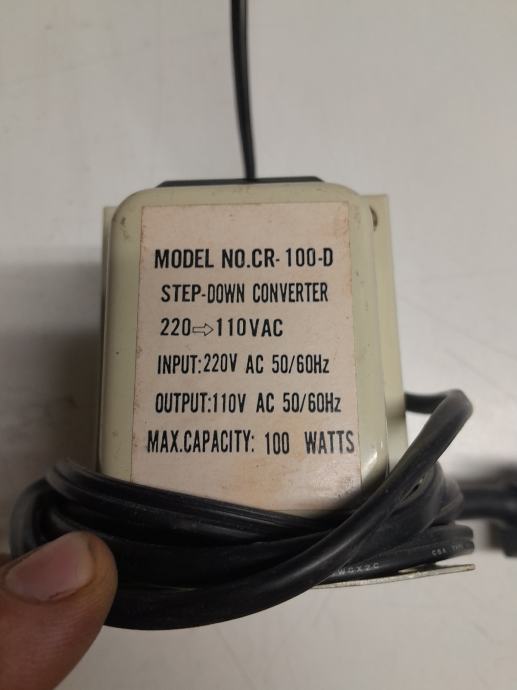 MODEL NO.CR-100-D
STEP-DOWN CONVERTER
220⇨110VAC
INPUT:220V AC 50/60Hz
OUTPUT:110V AC 50/60Hz
MAX.CAPACITY: 100 WATTS